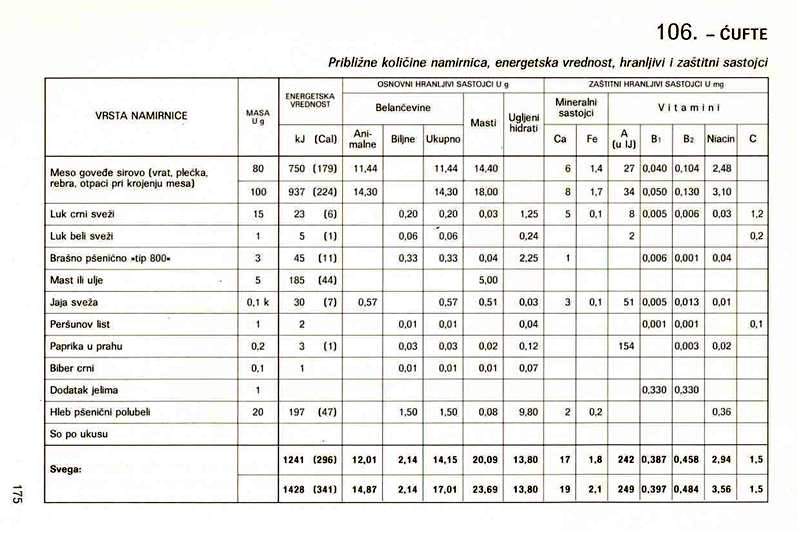 106. – ĆUFTE
Približne količine namirnica, energetska vrednost, hranljivi i zaštitni sastojci
VRSTA NAMIRNICE MASA U g ENERGETSKA VREDNOST OSNOVNI HRANLJIVI SASTOJCI U g ZAŠTITNI HRANLJIVI SASTOJCI U mg
Belančevine Masti Ugljeni hidrati Mineralni sastojci Vitamini
kJ (Cal) Ani-malne Biljne Ukupno Ca Fe A (u IJ) B1 B2 Niacin C
Meso goveđe sirovo (vrat, plećka, 80 750 (179) 11,44 11,44 14,40 6 1,4 27 0,040 0,104 2,48
rebra, otpaci pri krojenju mesa) 100 937 (224) 14,30 14,30 18,00 8 1,7 34 0,050 0,130 3,10
Luk crni sveži 15 23 (6) 0,20 0,20 0,03 1,25 5 0,1 8 0,005 0,006 0,03 1,2
Luk beli sveži 1 5 (1) 0,06 0,06 0,24 2 0,2
Brašno pšenično »tip 800« 3 45 (11) 0,33 0,33 0,04 2,25 1 0,006 0,001 0,04
Mast ili ulje 5 185 (44) 5,00
Jaja sveža 0,1 k 30 (7) 0,57 0,57 0,51 0,03 3 0,1 51 0,005 0,013 0,01
Peršunov list 1 2 0,01 0,01 0,04 0,001 0,001 0,1
Paprika u prahu 0,2 3 (1) 0,03 0,03 0,02 0,12 154 0,003 0,02
Biber crni 0,1 1 0,01 0,01 0,01 0,07
Dodatak jelima 1 0,330 0,330
Hleb pšenični polubeli 20 197 (47) 1,50 1,50 0,08 9,80 2 0,2 0,36
So po ukusu
Svega: 1241 (296) 12,01 2,14 14,15 20,09 13,80 17 1,8 242 0,387 0,458 2,94 1,5
1428 (341) 14,87 2,14 17,01 23,69 13,80 19 2,1 249 0,397 0,484 3,56 1,5
175